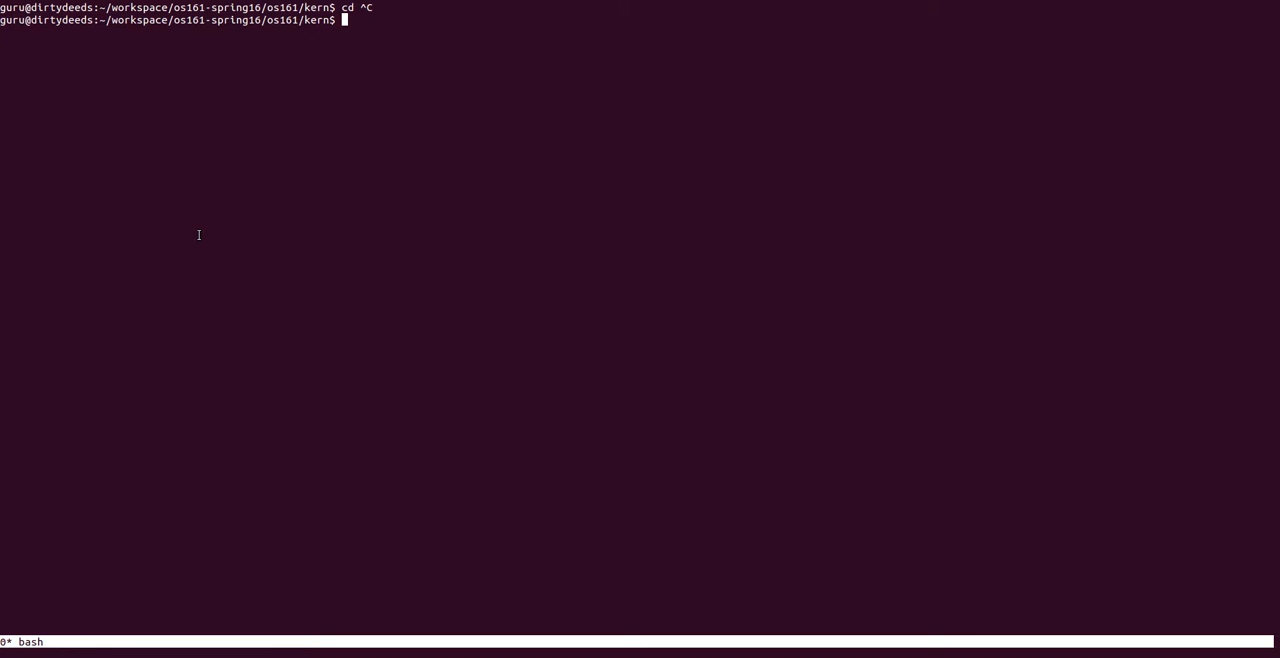 guru@dirtydeeds:~/workspace/os161-spring16/os161/kern$ cd ^C
guru@dirtydeeds:~/workspace/os161-spring16/os161/kern$
0* bash